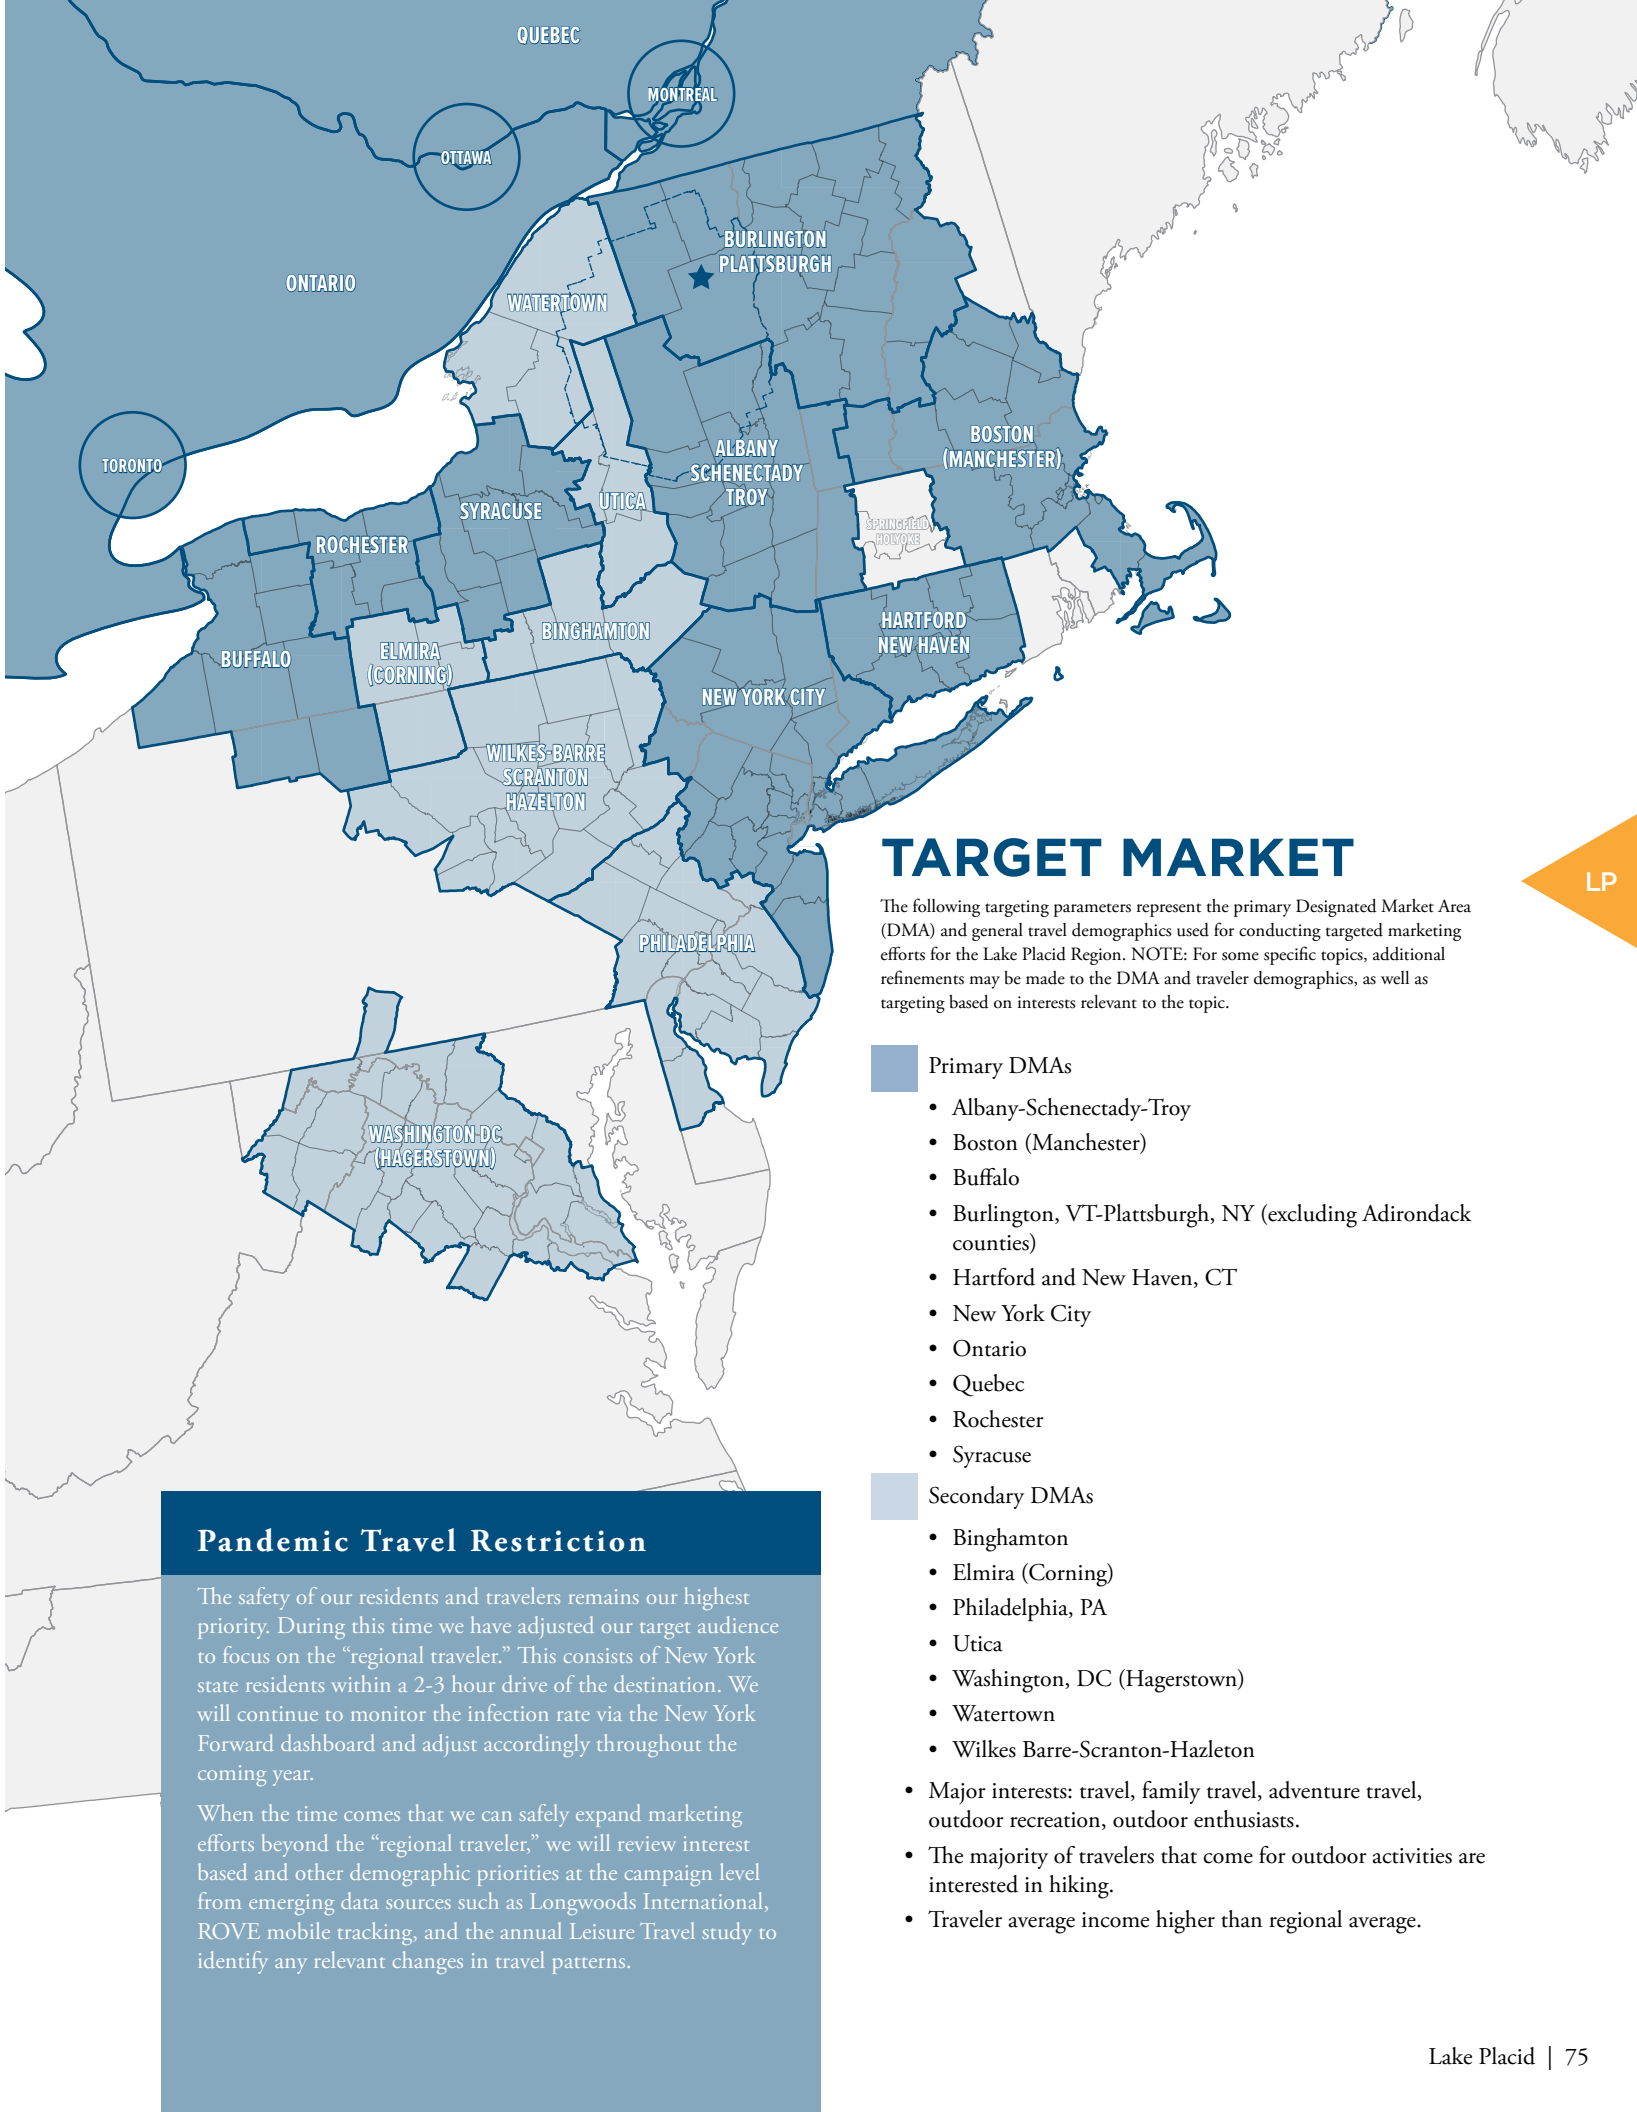 QUEBEC
MONTREAL
OTTAWA
BURLINGTON
PLATTSBURGH
ONTARIO
WATERTOWN
BOSTON
(MANCHESTER)
ALBANY
SCHENECTADY
TROY
TORONTO
UTICA
SYRACUSE
SPRINGFIELD
HOLYOKE
ROCHESTER
HARTFORD
NEW HAVEN
BINGHAMTON
ELMIRA
(CORNING)
BUFFALO
NEW YORK CITY
WILKES-BARRE
SCRANTON
HAZELTON
PHILADELPHIA
WASHINGTON DC
(HAGERSTOWN)
TARGET MARKET
LP
The following targeting parameters represent the primary Designated Market Area
(DMA) and general travel demographics used for conducting targeted marketing
efforts for the Lake Placid Region. NOTE: For some specific topics, additional
refinements may be made to the DMA and traveler demographics, as well as
targeting based on interests relevant to the topic.
Primary DMAs
• Albany-Schenectady-Troy
• Boston (Manchester)
• Buffalo
• Burlington, VT-Plattsburgh, NY (excluding Adirondack
counties)
• Hartford and New Haven, CT
• New York City
• Ontario
• Quebec
• Rochester
• Syracuse
Secondary DMAs
• Binghamton
• Elmira (Corning)
• Philadelphia, PA
• Utica
• Washington, DC (Hagerstown)
• Watertown
• Wilkes Barre-Scranton-Hazleton
• Major interests: travel, family travel, adventure travel,
outdoor recreation, outdoor enthusiasts.
• The majority of travelers that come for outdoor activities are
interested in hiking.
• Traveler average income higher than regional average.
Pandemic Travel Restriction
The safety of our residents and travelers remains our highest
priority. During this time we have adjusted our target audience
to focus on the “regional traveler.” This consists of New York
state residents within a 2-3 hour drive of the destination. We
will continue to monitor the infection rate via the New York
Forward dashboard and adjust accordingly throughout the
coming year.
When the time comes that we can safely expand marketing
efforts beyond the “regional traveler,” we will review interest
based and other demographic priorities at the campaign level
from emerging data sources such as Longwoods International,
ROVE mobile tracking, and the annual Leisure Travel study to
identify any relevant changes in travel patterns.
Lake Placid | 75